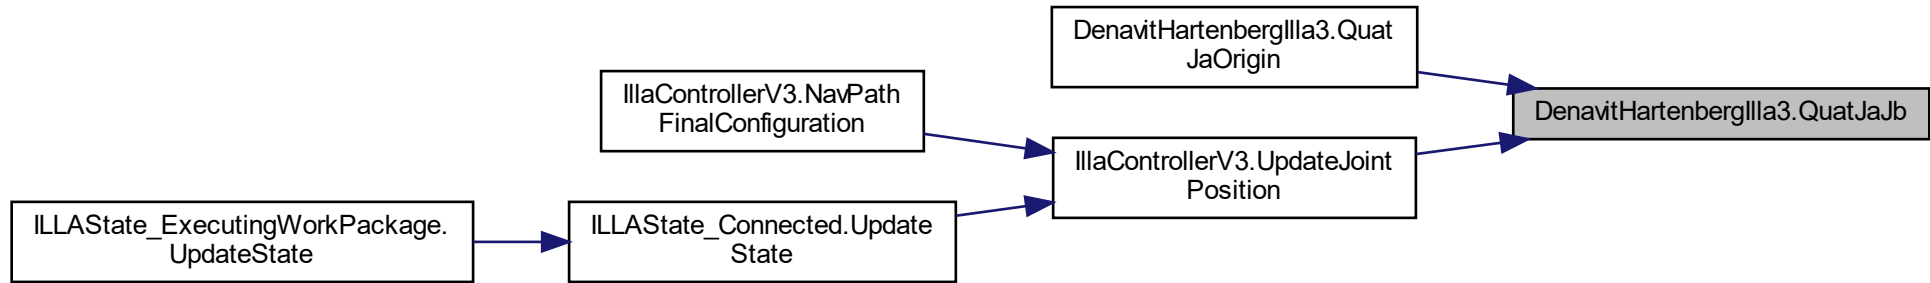 DenavitHartenbergIlla3.Quat
JaOrigin
IllaControllerV3.NavPath
FinalConfiguration
DenavitHartenbergIlla3.QuatJaJb
IllaControllerV3.UpdateJoint
Position
ILLAState_ExecutingWorkPackage.
UpdateState
ILLAState_Connected.Update
State